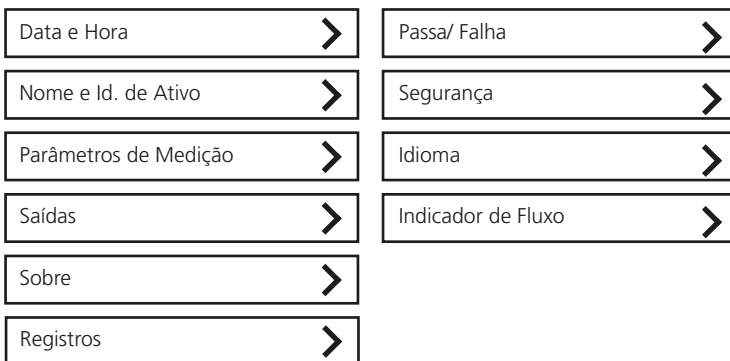 Data e Hora
Nome e Id. de Ativo
Parâmetros de Medição
Saídas
Sobre
Registros
Passa/ Falha
Segurança
Idioma
Indicador de Fluxo